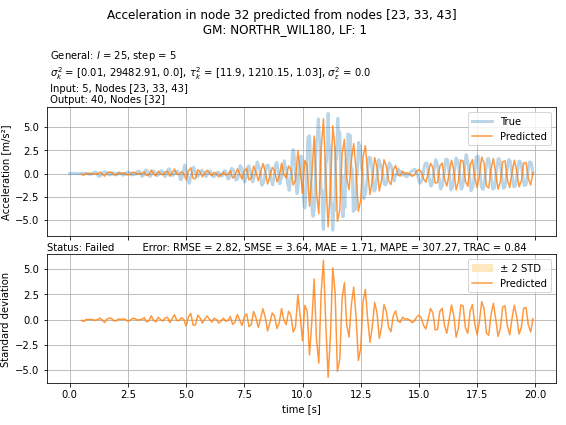 Acceleration in node 32 predicted from nodes [23, 33, 43]
GM: NORTHR_WIL180, LF: 1
General: l = 25, step = 5
σ²ₖ = [0.01, 29482.91, 0.0], τ²ₖ = [11.9, 1210.15, 1.03], σ²ε = 0.0
Input: 5, Nodes [23, 33, 43]
Output: 40, Nodes [32]
Acceleration [m/s²]
5.0
2.5
0.0
−2.5
−5.0
True
Predicted
Status: Failed Error: RMSE = 2.82, SMSE = 3.64, MAE = 1.71, MAPE = 307.27, TRAC = 0.84
Standard deviation
5.0
2.5
0.0
−2.5
−5.0
± 2 STD
Predicted
0.0 2.5 5.0 7.5 10.0 12.5 15.0 17.5 20.0
time [s]